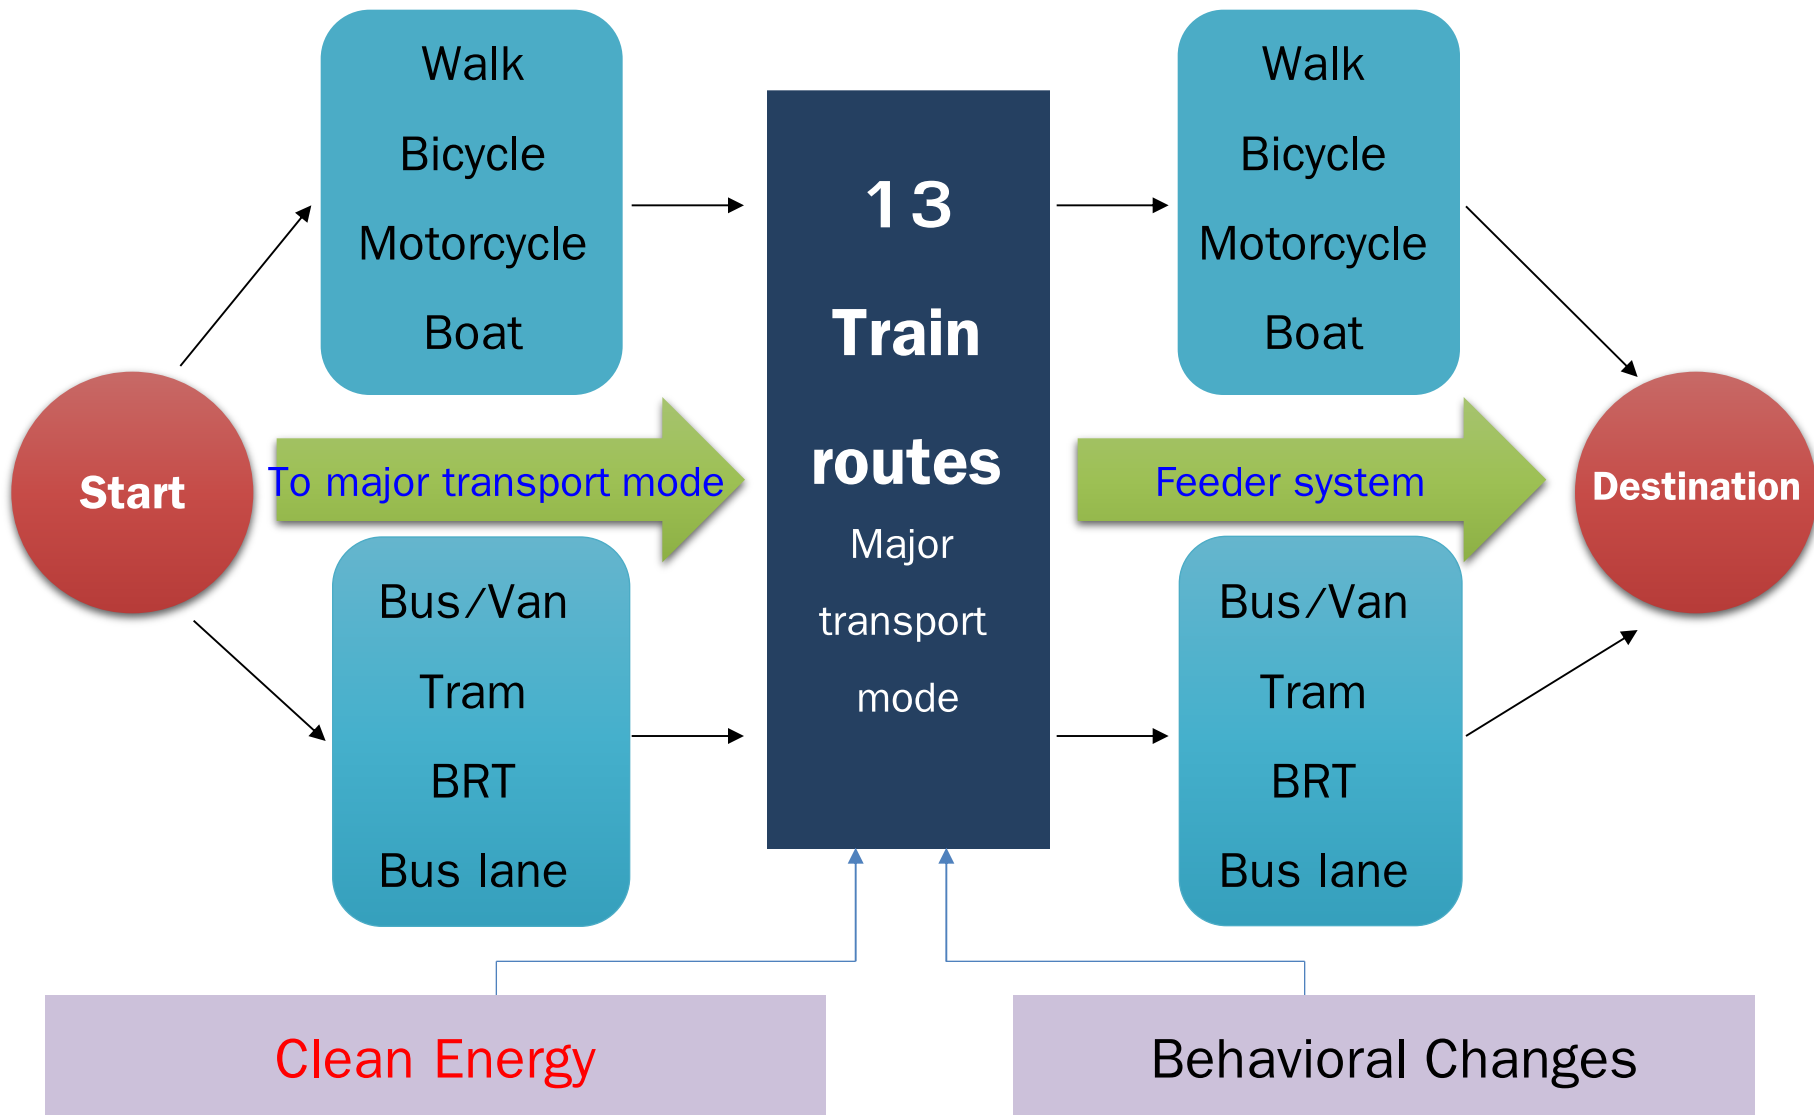 Start
Walk
Bicycle
Motorcycle
Boat
To major transport mode
Bus/Van
Tram
BRT
Bus lane
13
Train
routes
Major
transport
mode
Walk
Bicycle
Motorcycle
Boat
Feeder system
Bus/Van
Tram
BRT
Bus lane
Destination
Clean Energy
Behavioral Changes